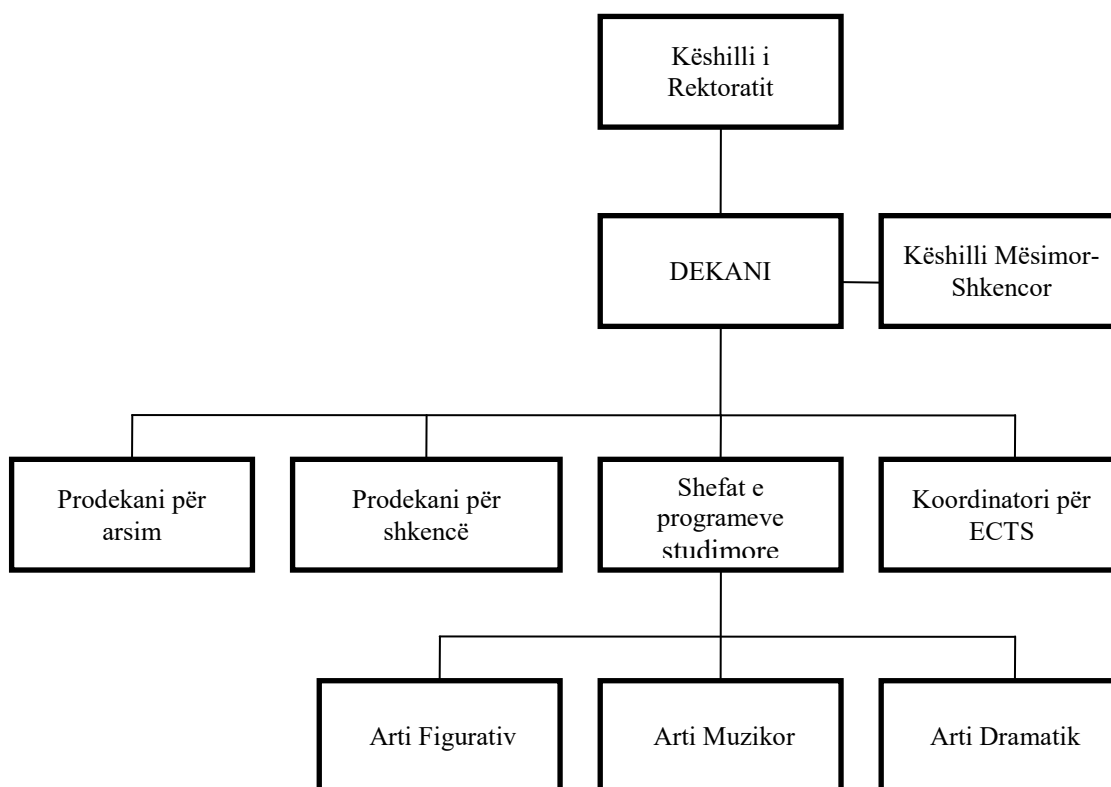 Këshilli i
Rektoratit
DEKANI
Këshilli Mësimor-
Shkencor
Prodekani për
arsim
Prodekani për
shkencë
Shefat e
programeve
studimore
Koordinatori për
ECTS
Arti Figurativ
Arti Muzikor
Arti Dramatik